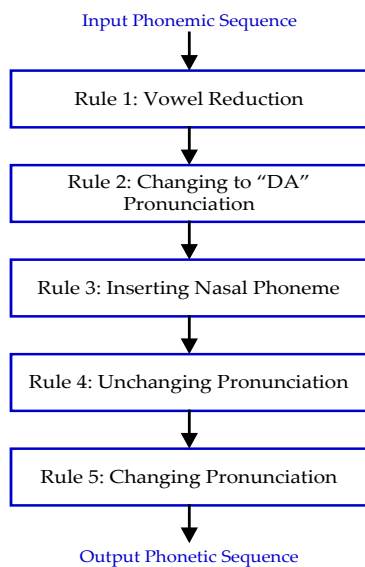 Input Phonemic Sequence
Rule 1: Vowel Reduction
Rule 2: Changing to “DA”
Pronunciation
Rule 3: Inserting Nasal Phoneme
Rule 4: Unchanging Pronunciation
Rule 5: Changing Pronunciation
Output Phonetic Sequence